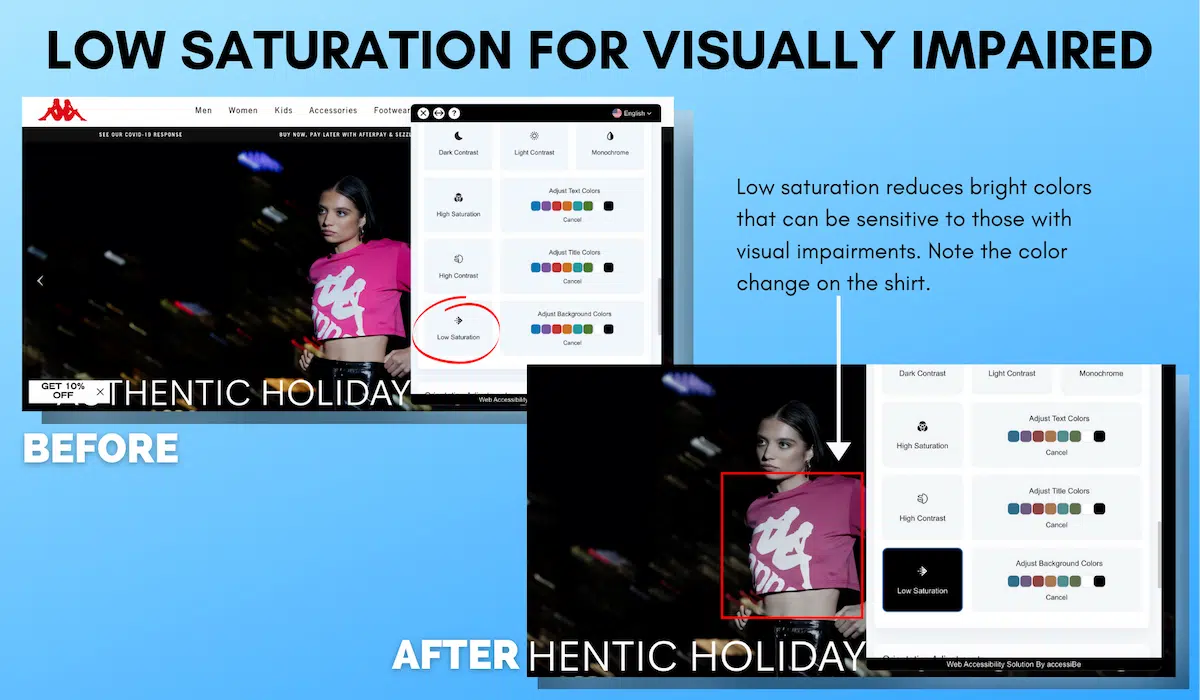 LOW SATURATION FOR VISUALLY IMPAIRED
Men Women Kids Accessories Footwear
SEE OUR COVID-19 RESPONSE
BUY NOW, PAY LATER WITH AFTERPAY &
English
Dark Contrast
Light Contrast
Monochrome
High Saturation
Adjust Text Colors
Cancel
High Contrast
Adjust Title Colors
Cancel
Low Saturation
Adjust Background Colors
Cancel
GET 10%
OFF
THENTIC HOLIDAY
Web Accessibility
BEFORE
Low saturation reduces bright colors
that can be sensitive to those with
visual impairments. Note the color
change on the shirt.
Dark Contrast
Light Contrast
Monochrome
High Saturation
Adjust Text Colors
Cancel
High Contrast
Adjust Title Colors
Cancel
Low Saturation
Adjust Background Colors
Cancel
HENTIC HOLIDAY
Web Accessibility Solution By accessiBe
AFTER